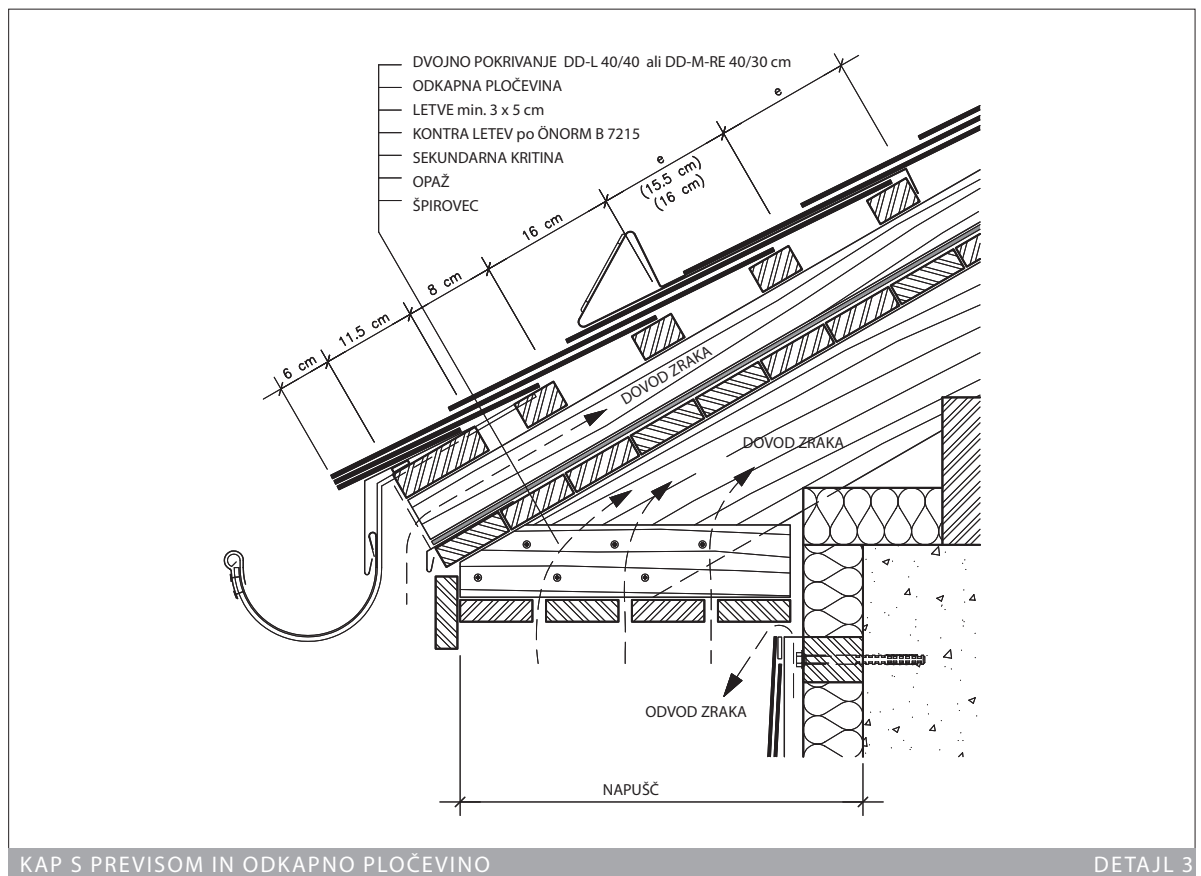 DVOJNO POKRIVANJE DD-L 40/40 ali DD-M-RE 40/30 cm
ODKAPNA PLOČEVINA
LETVE min. 3 x 5 cm
KONTRA LETEV po ÖNORM B 7215
SEKUNDARNA KRITINA
OPAŽ
ŠPIROVEC
6 cm
11.5 cm
8 cm
16 cm
e
(15.5 cm)
(16 cm)
e
DOVOD ZRAKA
DOVOD ZRAKA
ODVOD ZRAKA
NAPUŠČ
KAP S PREVISOM IN ODKAPNO PLOČEVINO
DETAJL 3